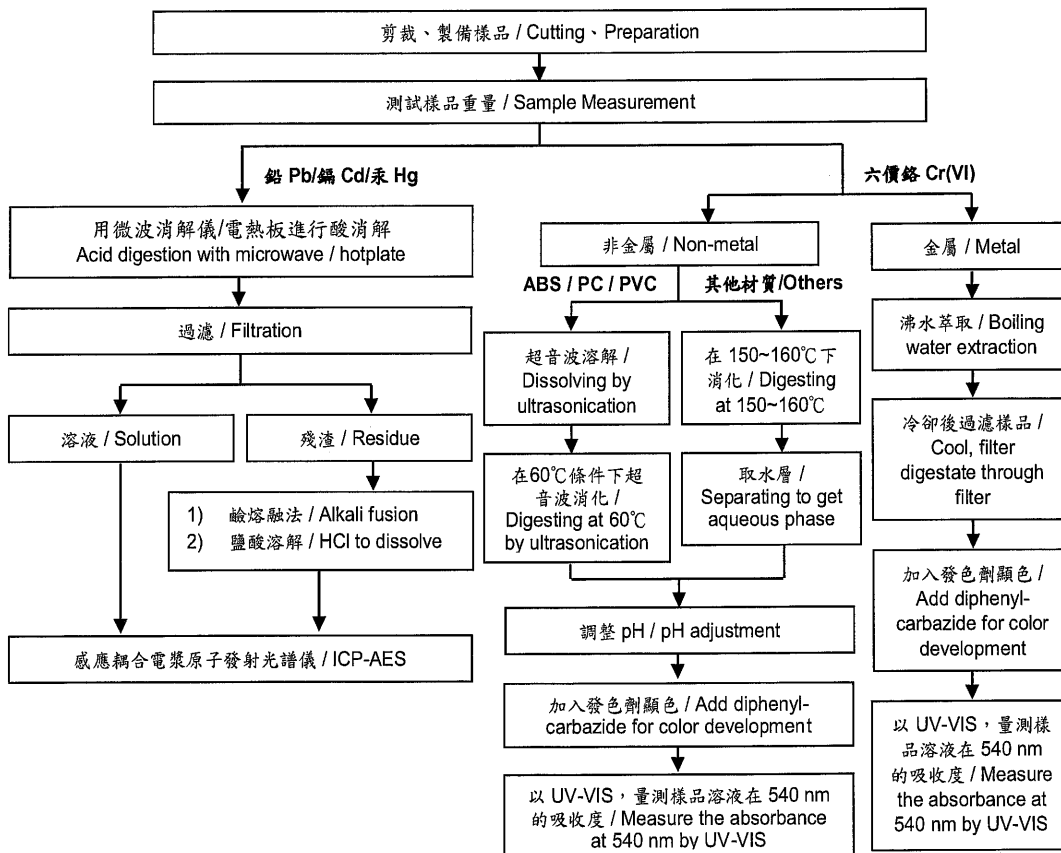 剪裁、製備樣品 / Cutting、Preparation
測試樣品重量 / Sample Measurement
鉛 Pb/鎘 Cd/汞 Hg
用微波消解儀/電熱板進行酸消解
Acid digestion with microwave / hotplate
過濾 / Filtration
溶液 / Solution
殘渣 / Residue
1) 鹼熔融法 / Alkali fusion
2) 鹽酸溶解 / HCl to dissolve
感應耦合電漿原子發射光譜儀 / ICP-AES
六價鉻 Cr(VI)
非金屬 / Non-metal
ABS / PC / PVC
超音波溶解 /
Dissolving by
ultrasonication
在60℃條件下超
音波消化 /
Digesting at 60℃
by ultrasonication
其他材質/Others
在 150~160℃下
消化 / Digesting
at 150~160℃
取水層 /
Separating to get
aqueous phase
調整 pH / pH adjustment
加入發色劑顯色 / Add diphenyl-
carbazide for color development
以 UV-VIS，量測樣品溶液在 540 nm
的吸收度 / Measure the absorbance
at 540 nm by UV-VIS
金屬 / Metal
沸水萃取 / Boiling
water extraction
冷卻後過濾樣品 /
Cool, filter
digestate through
filter
加入發色劑顯色 /
Add diphenyl-
carbazide for color
development
以 UV-VIS，量測樣
品溶液在 540 nm
的吸收度 / Measure
the absorbance at
540 nm by UV-VIS